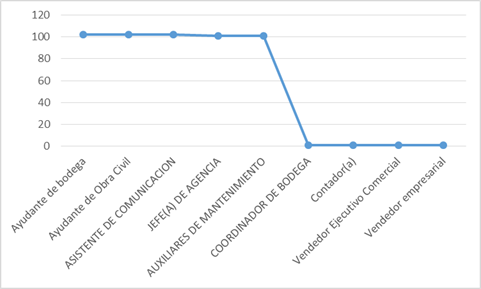 120
100
80
60
40
20
0
Ayudante de bodega
Ayudante de Obra Civil
ASISTENTE DE COMUNICACION
JEFE(A) DE AGENCIA
AUXILIARES DE MANTENIMIENTO
COORDINADOR DE BODEGA
Contador(a)
Vendedor Ejecutivo Comercial
Vendedor empresarial